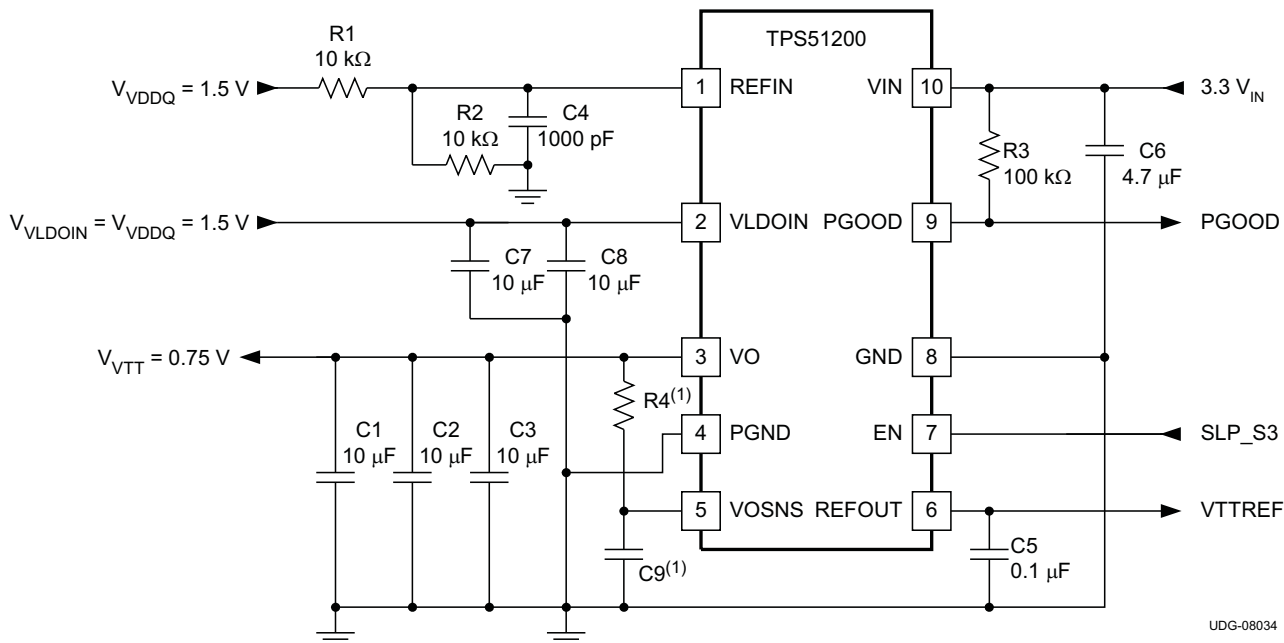 TPS51200
R1
10 kΩ
V_VDDQ = 1.5 V
1 REFIN
VIN 10
3.3 V_IN
R2
10 kΩ
C4
1000 pF
R3
100 kΩ
C6
4.7 μF
V_VLDOIN = V_VDDQ = 1.5 V
2 VLDOIN
PGOOD 9
PGOOD
C7
10 μF
C8
10 μF
V_VTT = 0.75 V
3 VO
GND 8
R4(1)
C1
10 μF
C2
10 μF
C3
10 μF
4 PGND
EN 7
SLP_S3
5 VOSNS
REFOUT 6
VTTREF
C9(1)
C5
0.1 μF
UDG-08034